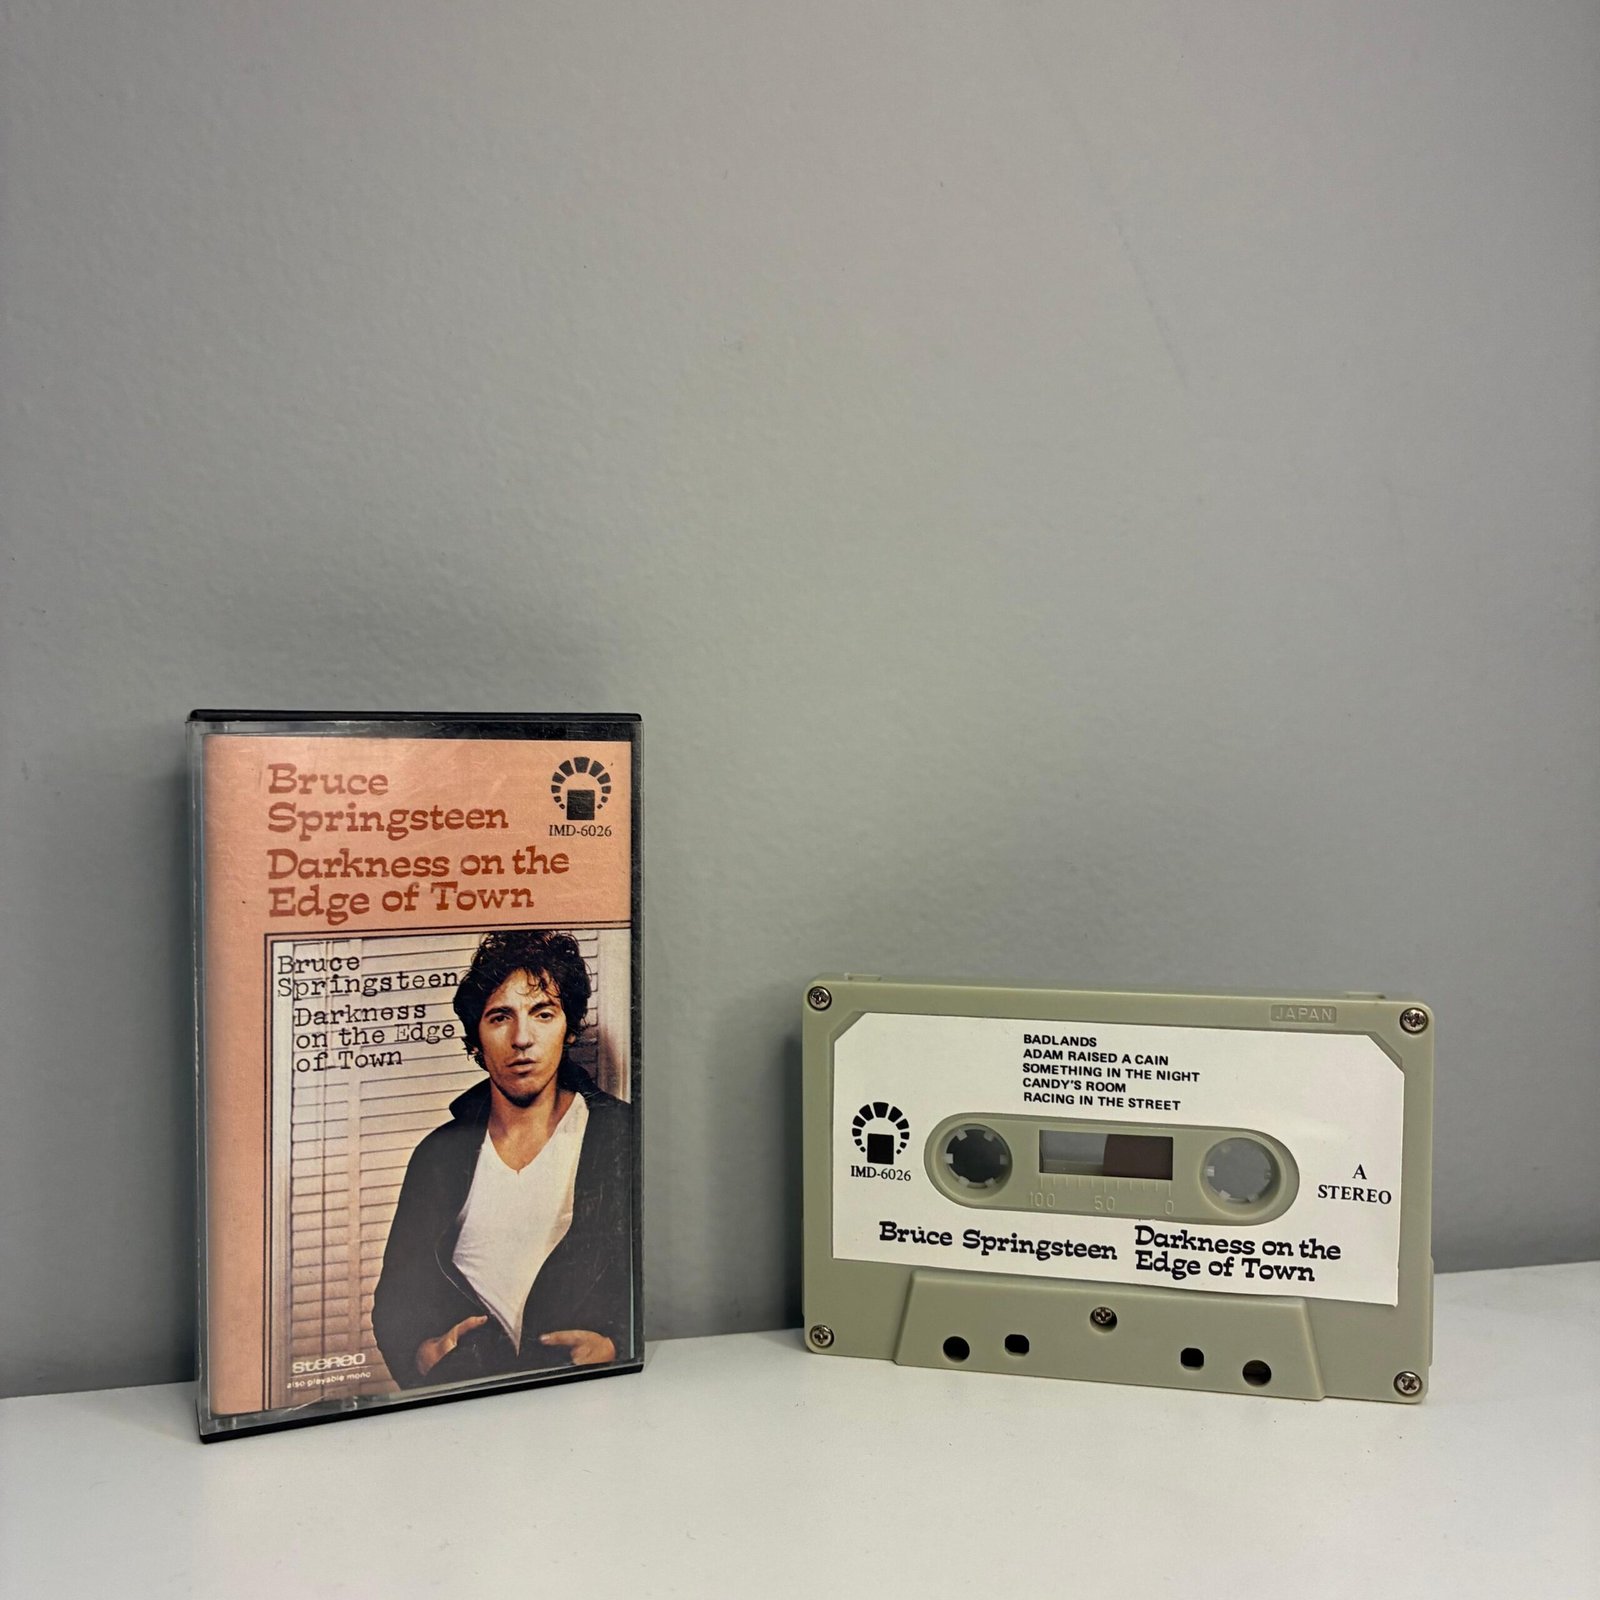 Bruce
Springsteen
Darkness on the
Edge of Town
IMD-6026
Bruce
Springsteen
Darkness
on the Edge
of Town
STEREO
also playable mono
JAPAN
BADLANDS
ADAM RAISED A CAIN
SOMETHING IN THE NIGHT
CANDY'S ROOM
RACING IN THE STREET
IMD-6026
100 50 0
A
STEREO
Bruce Springsteen
Darkness on the
Edge of Town